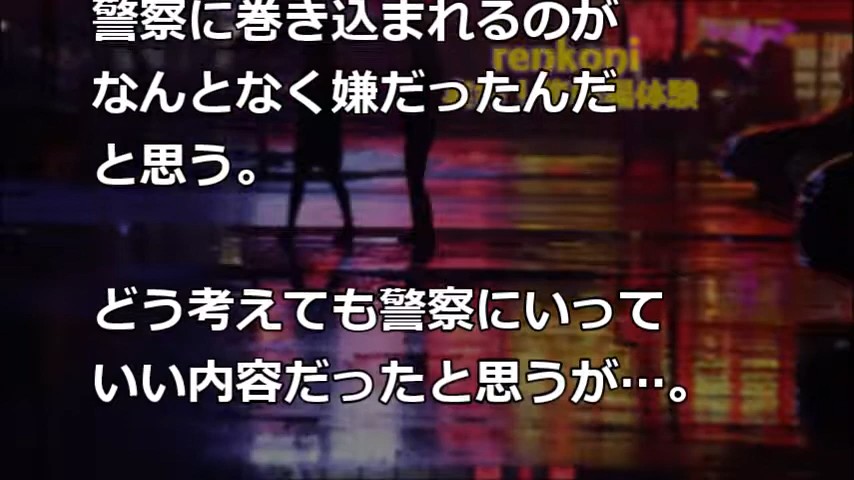 警察に巻き込まれるのが
renkoni
なんとなく嫌だったんだ
体験
と思う。
どう考えても警察にいって
いい内容だったと思うが…。